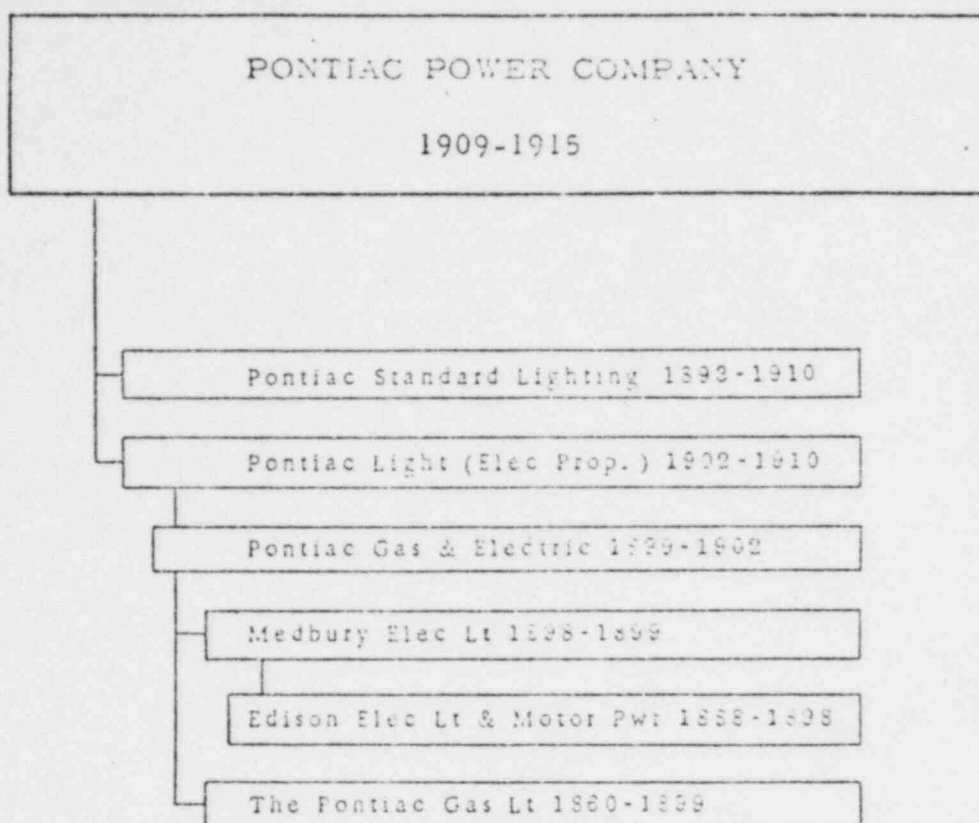 PONTIAC POWER COMPANY
1909-1915
Pontiac Standard Lighting 1898-1910
Pontiac Light (Elec Prop.) 1902-1910
Pontiac Gas & Electric 1899-1902
Medbury Elec Lt 1898-1899
Edison Elec Lt & Motor Pwr 1888-1898
The Pontiac Gas Lt 1860-1899